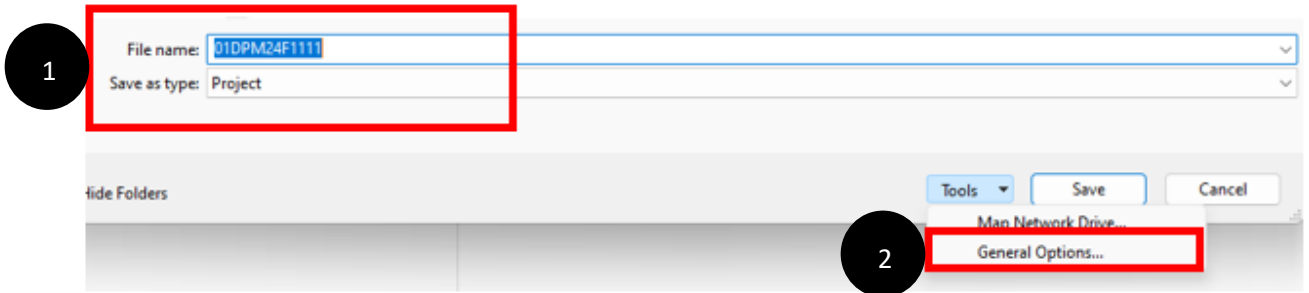 1
File name: 01DPM24F1111
Save as type: Project
Hide Folders
Tools Save Cancel
Map Network Drive...
General Options...
2